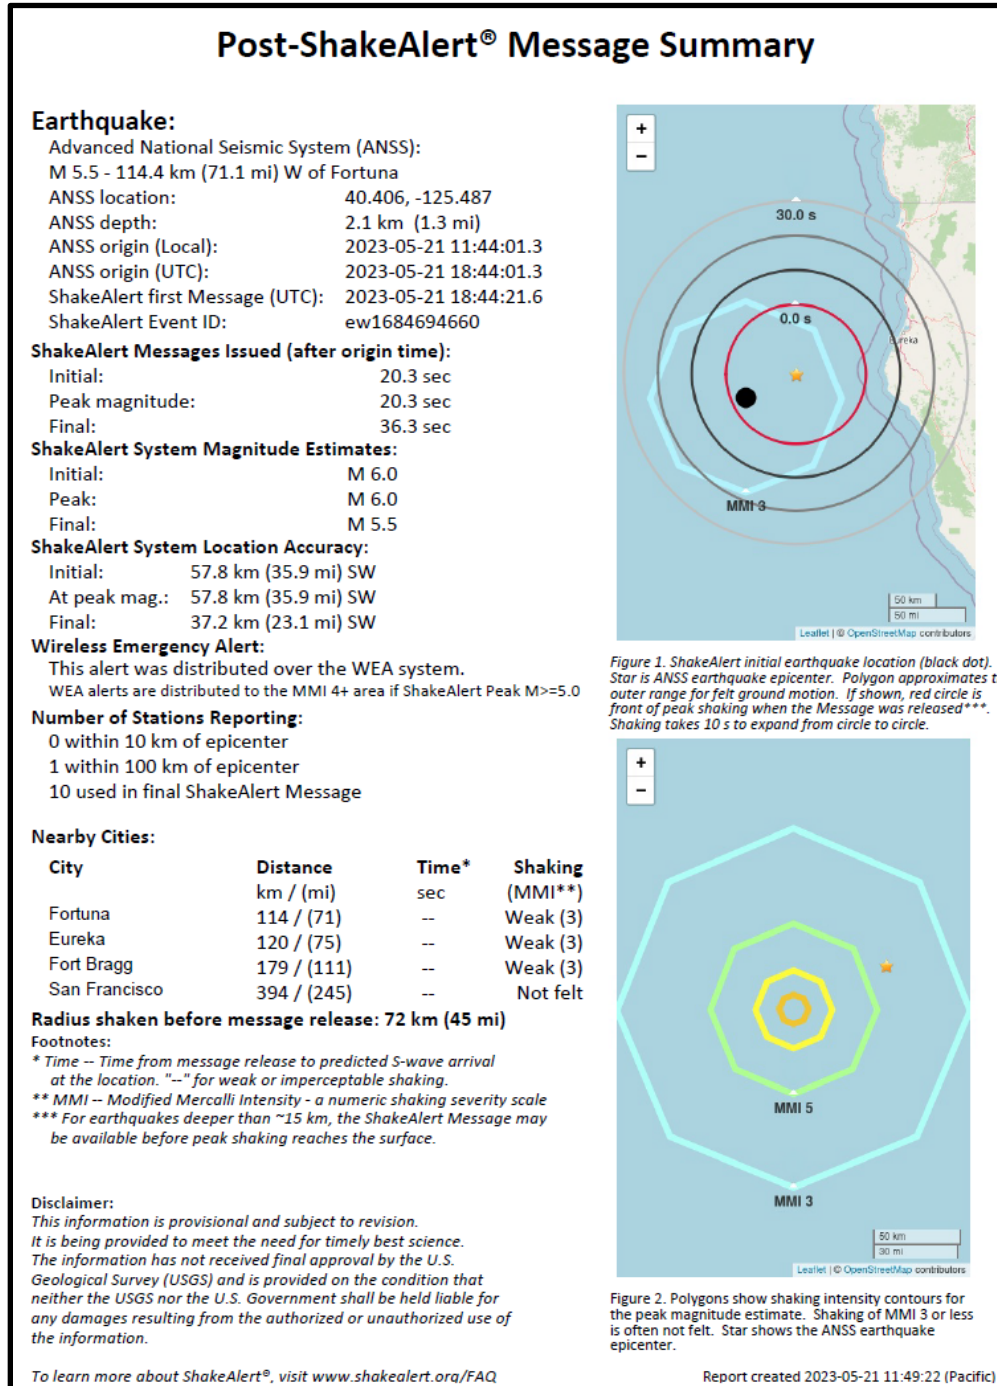 Post-ShakeAlert® Message Summary
Earthquake:
Advanced National Seismic System (ANSS):
M 5.5 - 114.4 km (71.1 mi) W of Fortuna
ANSS location: 40.406, -125.487
ANSS depth: 2.1 km (1.3 mi)
ANSS origin (Local): 2023-05-21 11:44:01.3
ANSS origin (UTC): 2023-05-21 18:44:01.3
ShakeAlert first Message (UTC): 2023-05-21 18:44:21.6
ShakeAlert Event ID: ew1684694660
ShakeAlert Messages Issued (after origin time):
Initial: 20.3 sec
Peak magnitude: 20.3 sec
Final: 36.3 sec
ShakeAlert System Magnitude Estimates:
Initial: M 6.0
Peak: M 6.0
Final: M 5.5
ShakeAlert System Location Accuracy:
Initial: 57.8 km (35.9 mi) SW
At peak mag.: 57.8 km (35.9 mi) SW
Final: 37.2 km (23.1 mi) SW
Wireless Emergency Alert:
This alert was distributed over the WEA system.
WEA alerts are distributed to the MMI 4+ area if ShakeAlert Peak M>=5.0
Number of Stations Reporting:
0 within 10 km of epicenter
1 within 100 km of epicenter
10 used in final ShakeAlert Message
Nearby Cities:
City Distance Time* Shaking
km / (mi) sec (MMI**)
Fortuna 114 / (71) -- Weak (3)
Eureka 120 / (75) -- Weak (3)
Fort Bragg 179 / (111) -- Weak (3)
San Francisco 394 / (245) -- Not felt
Radius shaken before message release: 72 km (45 mi)
Footnotes:
* Time -- Time from message release to predicted S-wave arrival
at the location. "--" for weak or imperceptable shaking.
** MMI -- Modified Mercalli Intensity - a numeric shaking severity scale
*** For earthquakes deeper than ~15 km, the ShakeAlert Message may
be available before peak shaking reaches the surface.
Disclaimer:
This information is provisional and subject to revision.
It is being provided to meet the need for timely best science.
The information has not received final approval by the U.S.
Geological Survey (USGS) and is provided on the condition that
neither the USGS nor the U.S. Government shall be held liable for
any damages resulting from the authorized or unauthorized use of
the information.
To learn more about ShakeAlert®, visit www.shakealert.org/FAQ
+
−
30.0 s
0.0 s
Eureka
MMI 3
50 km
50 mi
Leaflet | © OpenStreetMap contributors
Figure 1. ShakeAlert initial earthquake location (black dot).
Star is ANSS earthquake epicenter. Polygon approximates t
outer range for felt ground motion. If shown, red circle is
front of peak shaking when the Message was released***.
Shaking takes 10 s to expand from circle to circle.
+
−
MMI 5
MMI 3
50 km
30 mi
Leaflet | © OpenStreetMap contributors
Figure 2. Polygons show shaking intensity contours for
the peak magnitude estimate. Shaking of MMI 3 or less
is often not felt. Star shows the ANSS earthquake
epicenter.
Report created 2023-05-21 11:49:22 (Pacific)